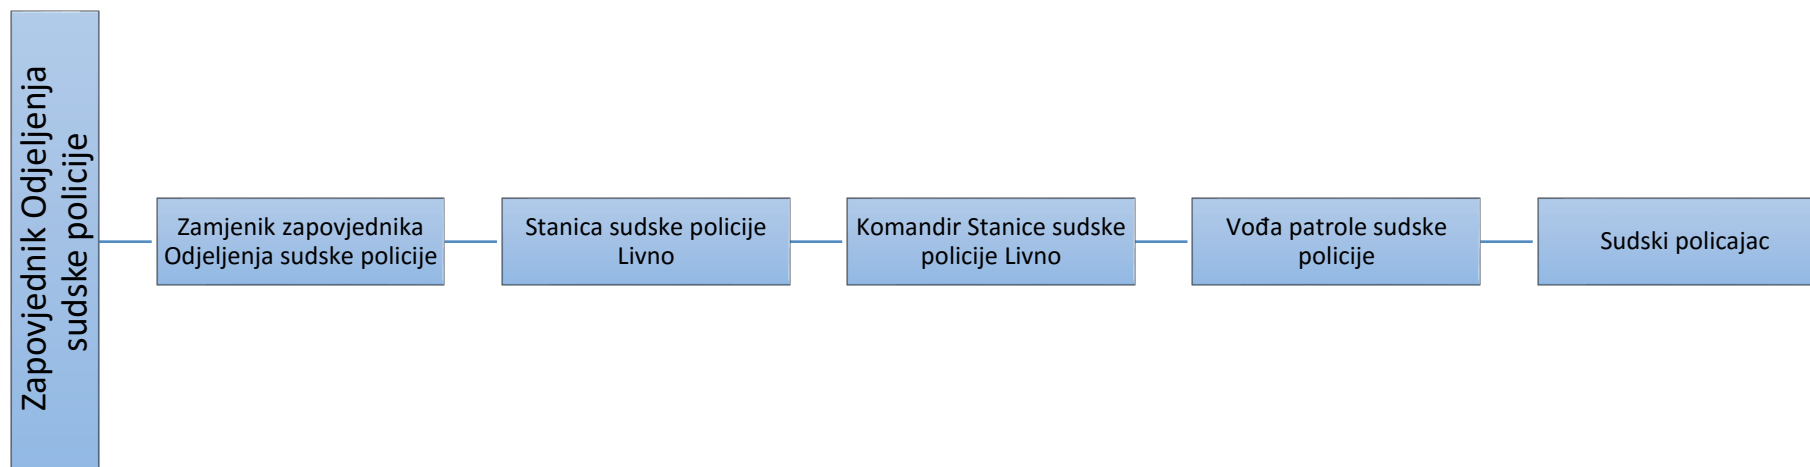 Zapovjednik Odjeljenja
sudske policije
Zamjenik zapovjednika
Odjeljenja sudske policije
Stanica sudske policije
Livno
Komandir Stanice sudske
policije Livno
Vođa patrole sudske
policije
Sudski policajac